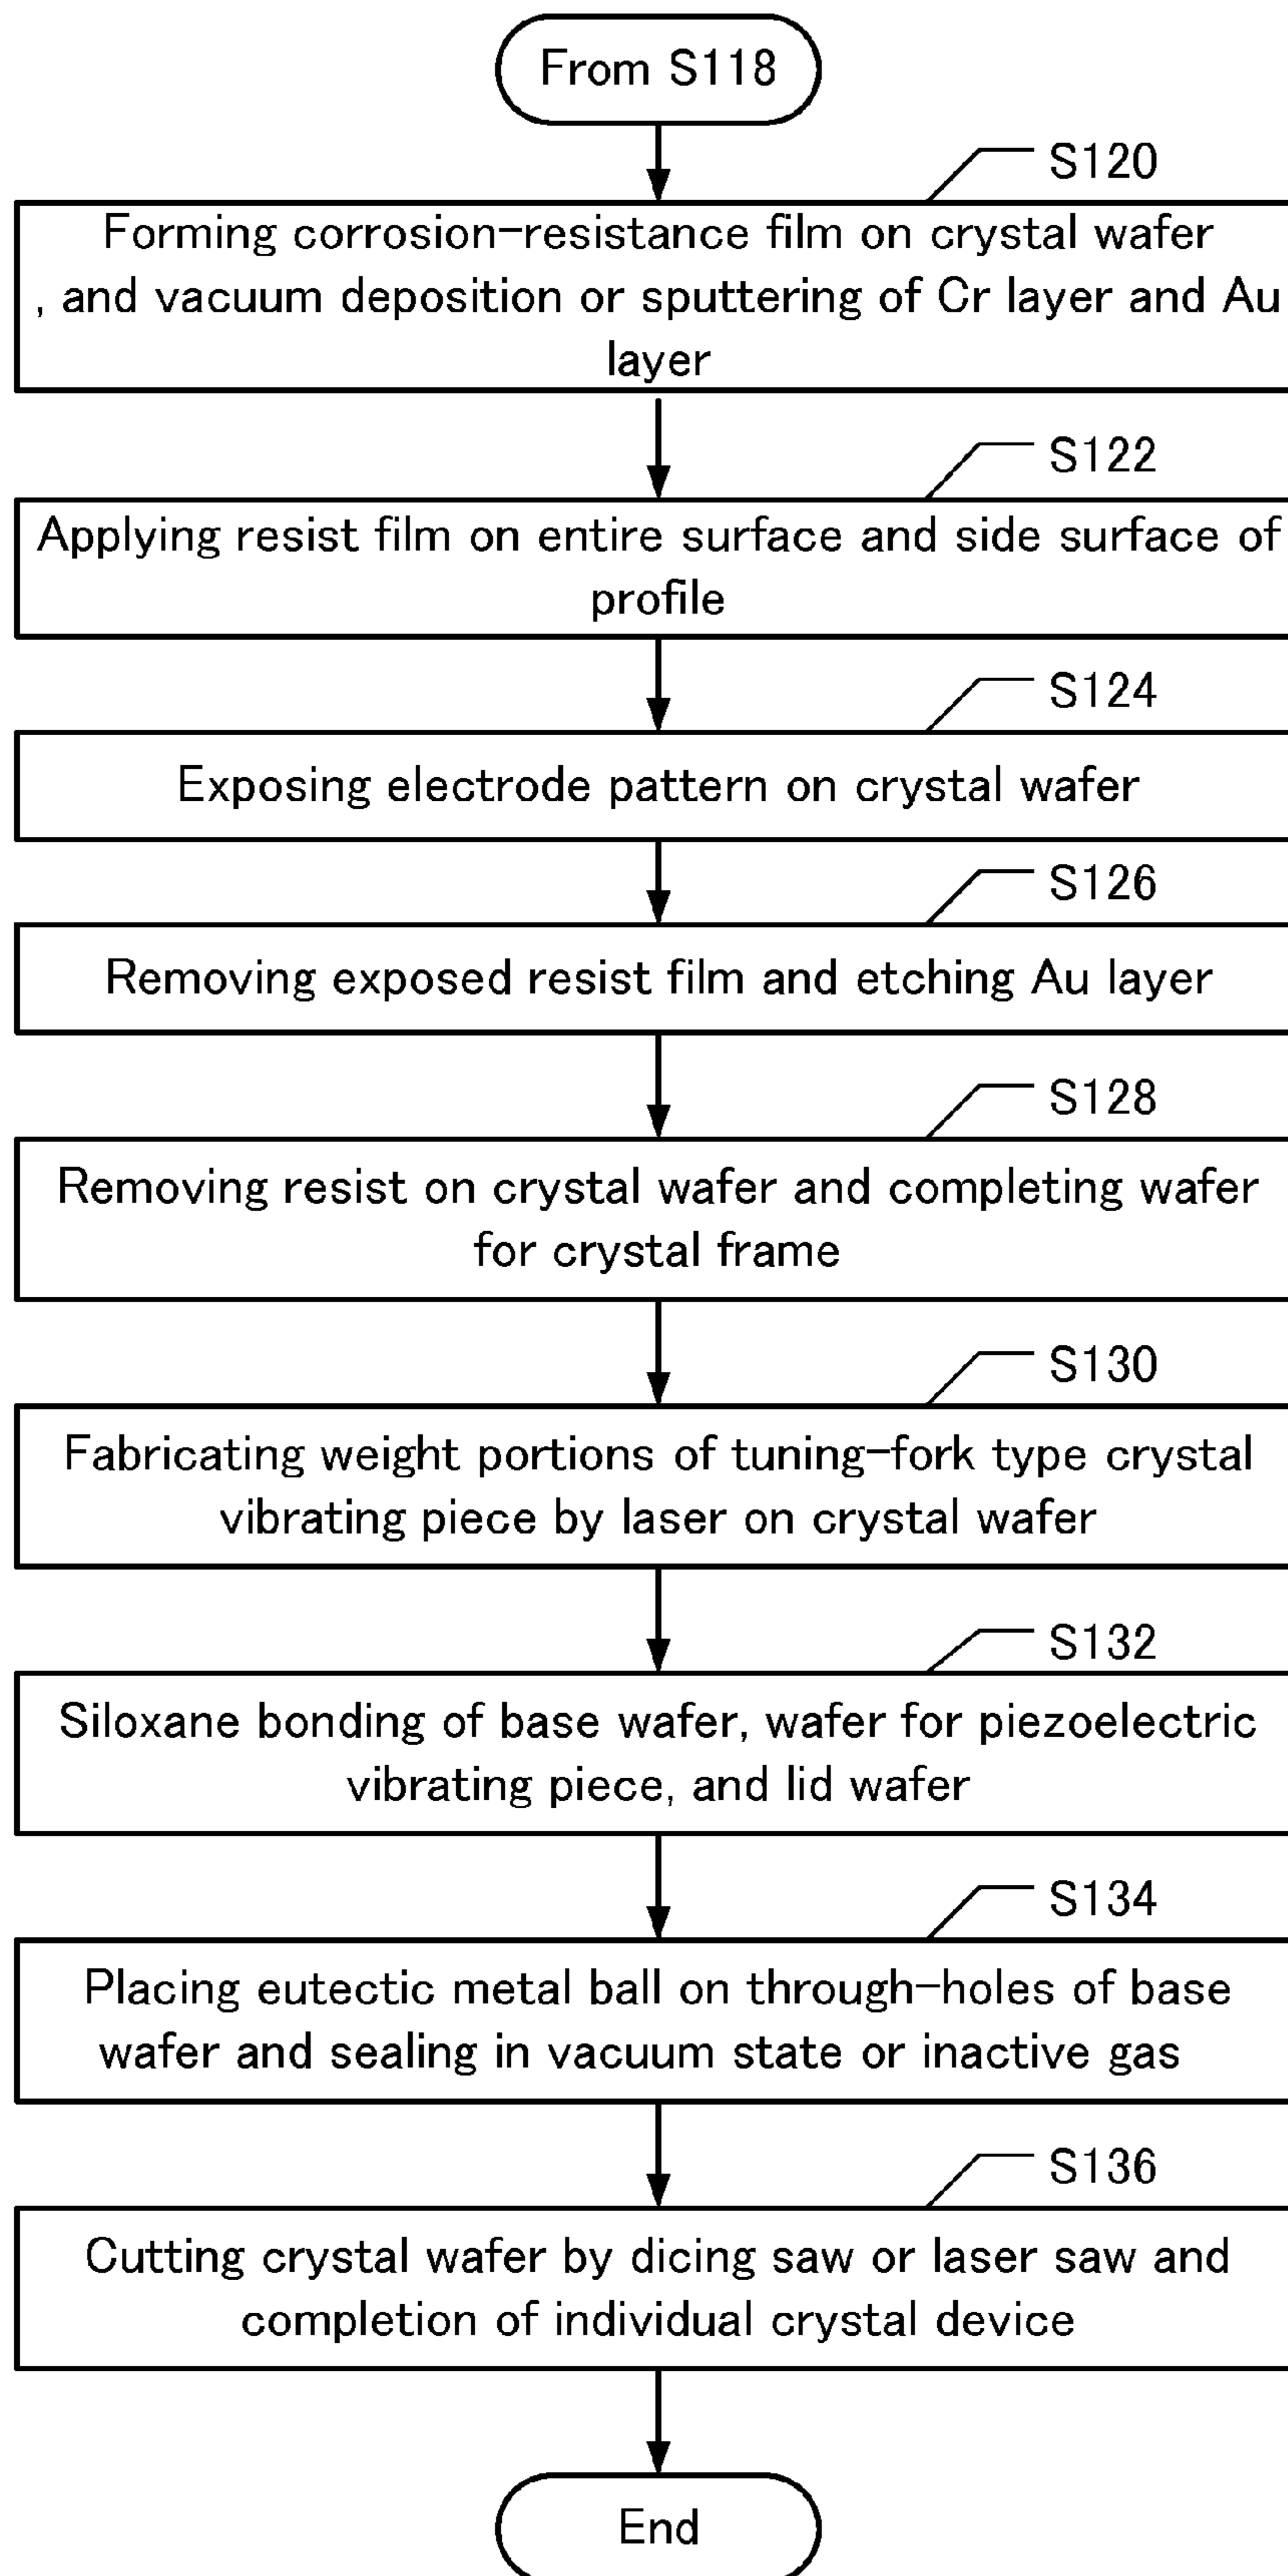 From S118
S120
Forming corrosion-resistance film on crystal wafer
, and vacuum deposition or sputtering of Cr layer and Au
layer
S122
Applying resist film on entire surface and side surface of
profile
S124
Exposing electrode pattern on crystal wafer
S126
Removing exposed resist film and etching Au layer
S128
Removing resist on crystal wafer and completing wafer
for crystal frame
S130
Fabricating weight portions of tuning-fork type crystal
vibrating piece by laser on crystal wafer
S132
Siloxane bonding of base wafer, wafer for piezoelectric
vibrating piece, and lid wafer
S134
Placing eutectic metal ball on through-holes of base
wafer and sealing in vacuum state or inactive gas
S136
Cutting crystal wafer by dicing saw or laser saw and
completion of individual crystal device
End